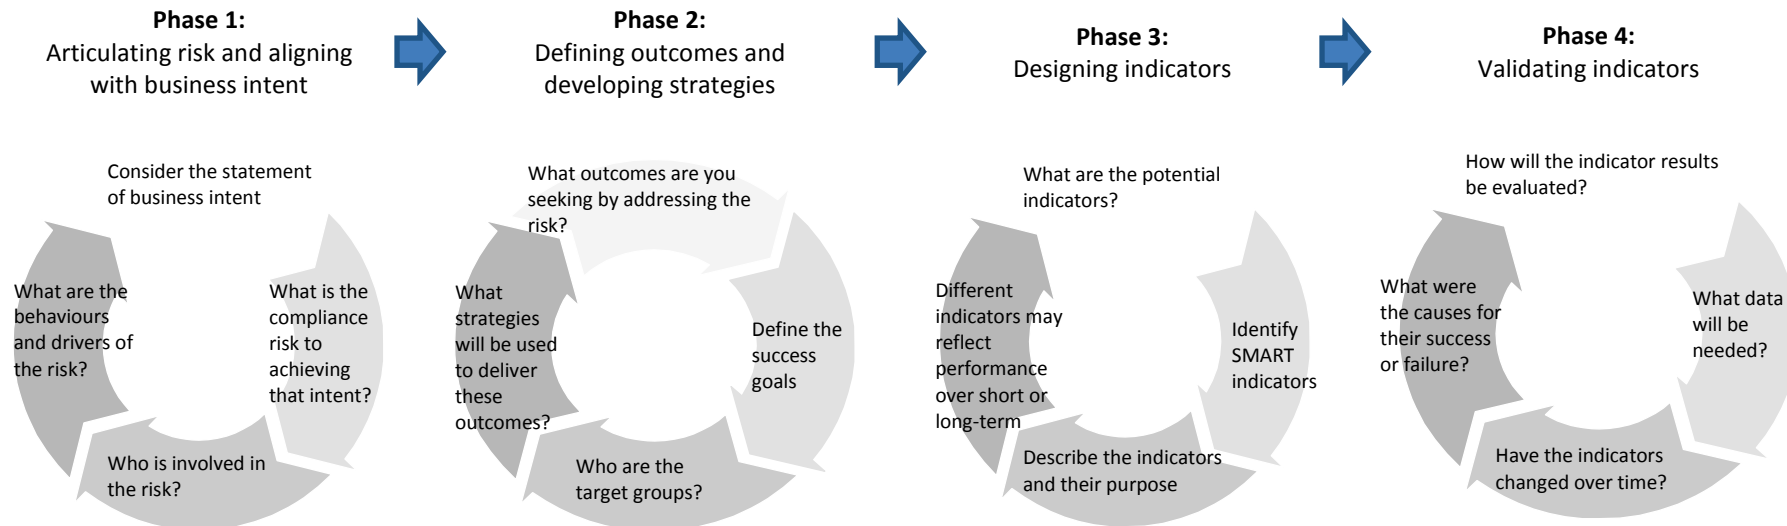 Phase 1:
Articulating risk and aligning
with business intent
Phase 2:
Defining outcomes and
developing strategies
Phase 3:
Designing indicators
Phase 4:
Validating indicators
Consider the statement
of business intent
What is the
compliance
risk to
achieving
that intent?
Who is involved in
the risk?
What are the
behaviours
and drivers of
the risk?
What outcomes are you
seeking by addressing the
risk?
Define the
success
goals
Who are the
target groups?
What
strategies
will be used
to deliver
these
outcomes?
What are the potential
indicators?
Identify
SMART
indicators
Describe the indicators
and their purpose
Different
indicators may
reflect
performance
over short or
long-term
How will the indicator results
be evaluated?
What data
will be
needed?
Have the indicators
changed over time?
What were
the causes for
their success
or failure?